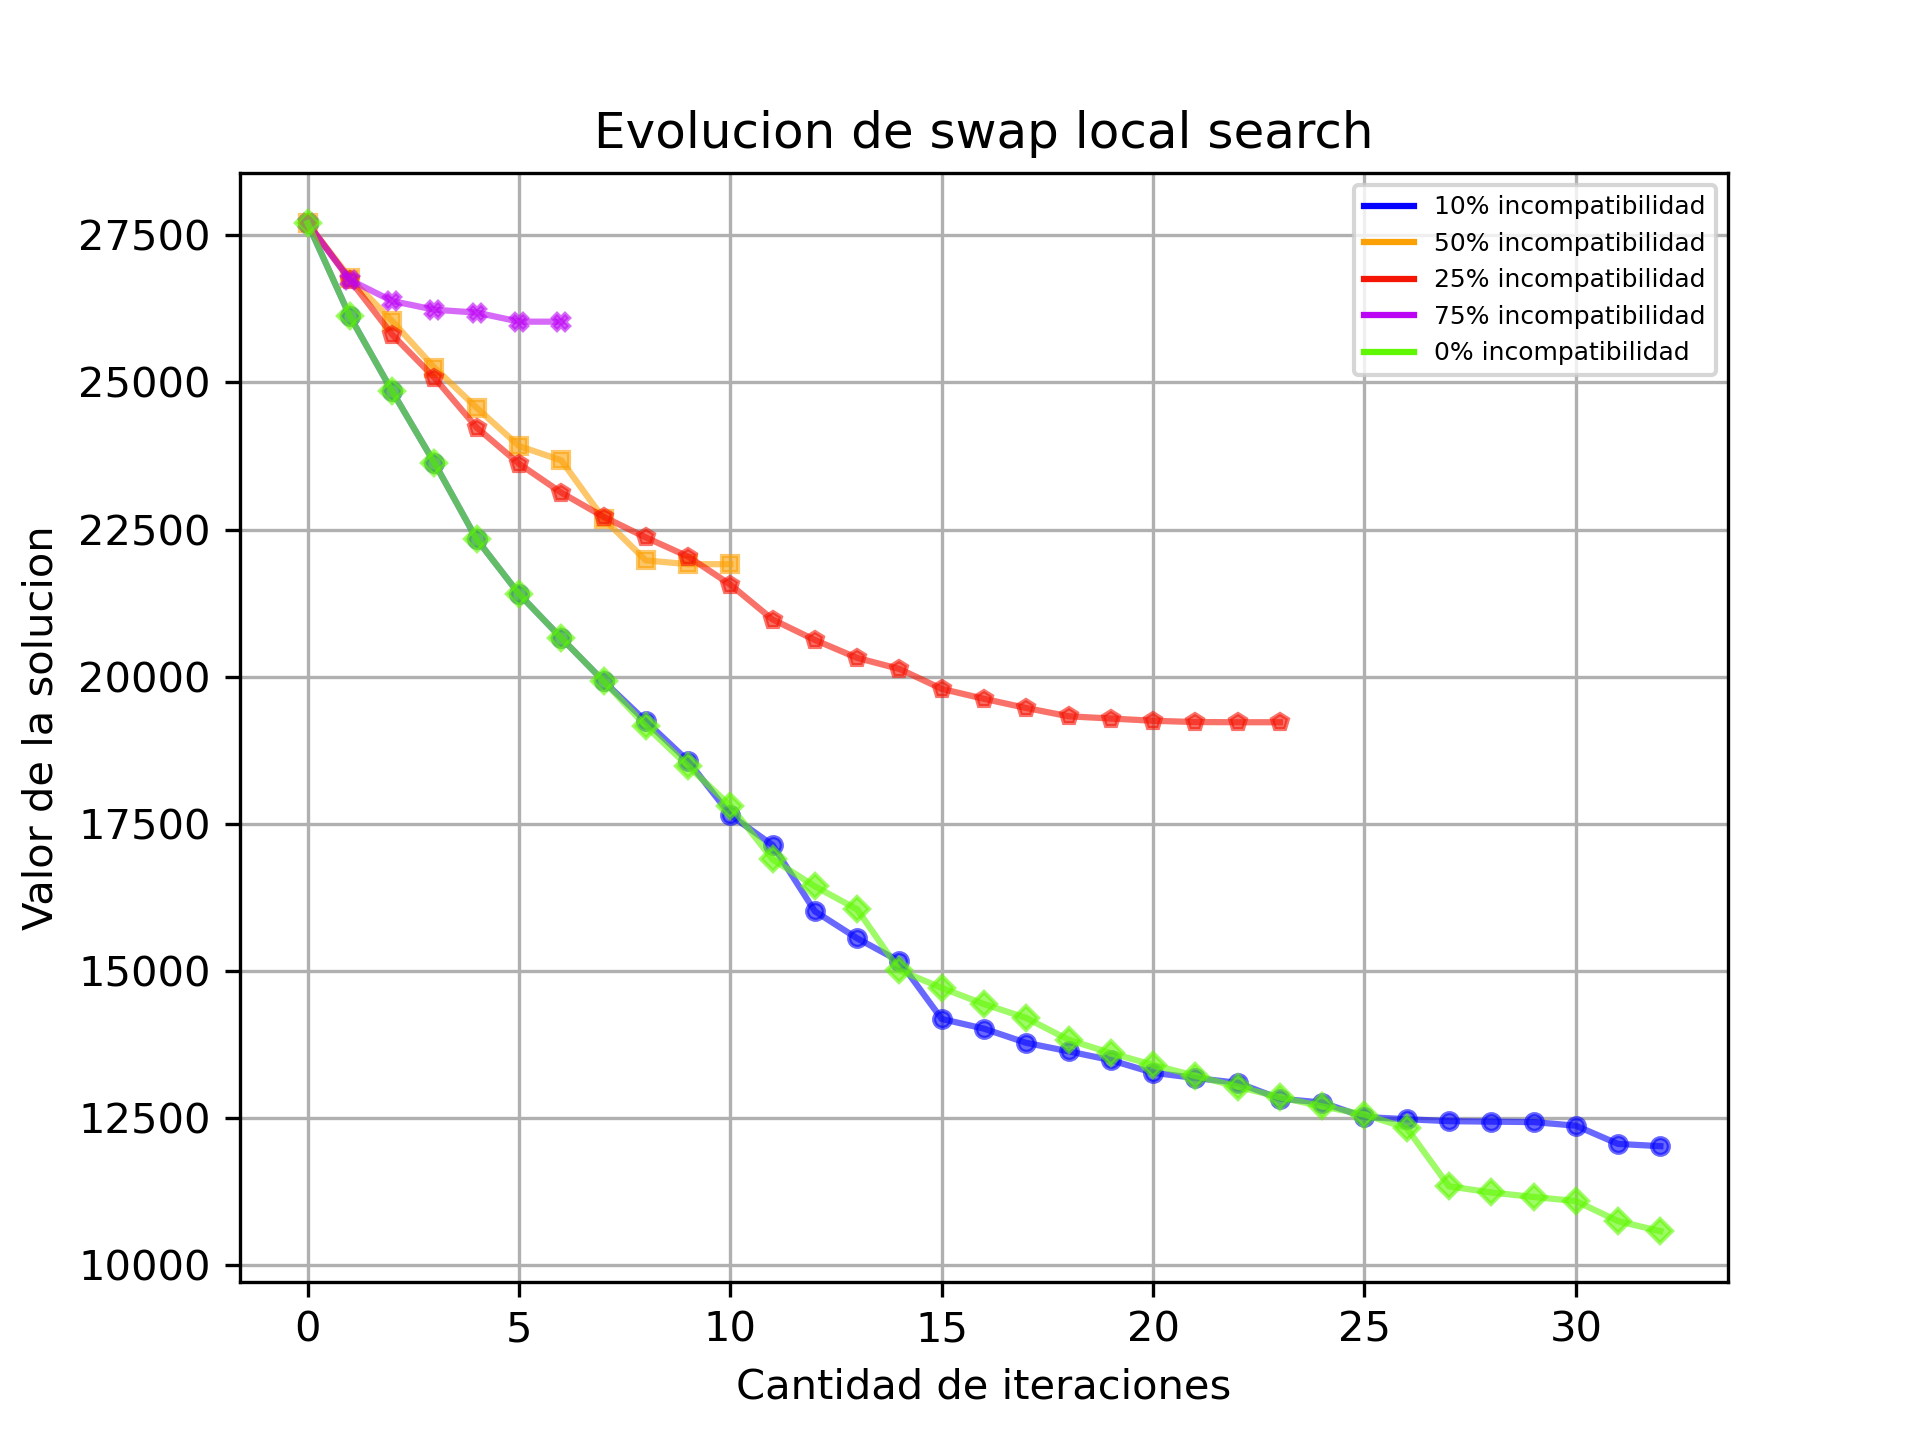 Evolucion de swap local search
10% incompatibilidad
50% incompatibilidad
25% incompatibilidad
75% incompatibilidad
0% incompatibilidad
Valor de la solucion
27500
25000
22500
20000
17500
15000
12500
10000
0 5 10 15 20 25 30
Cantidad de iteraciones